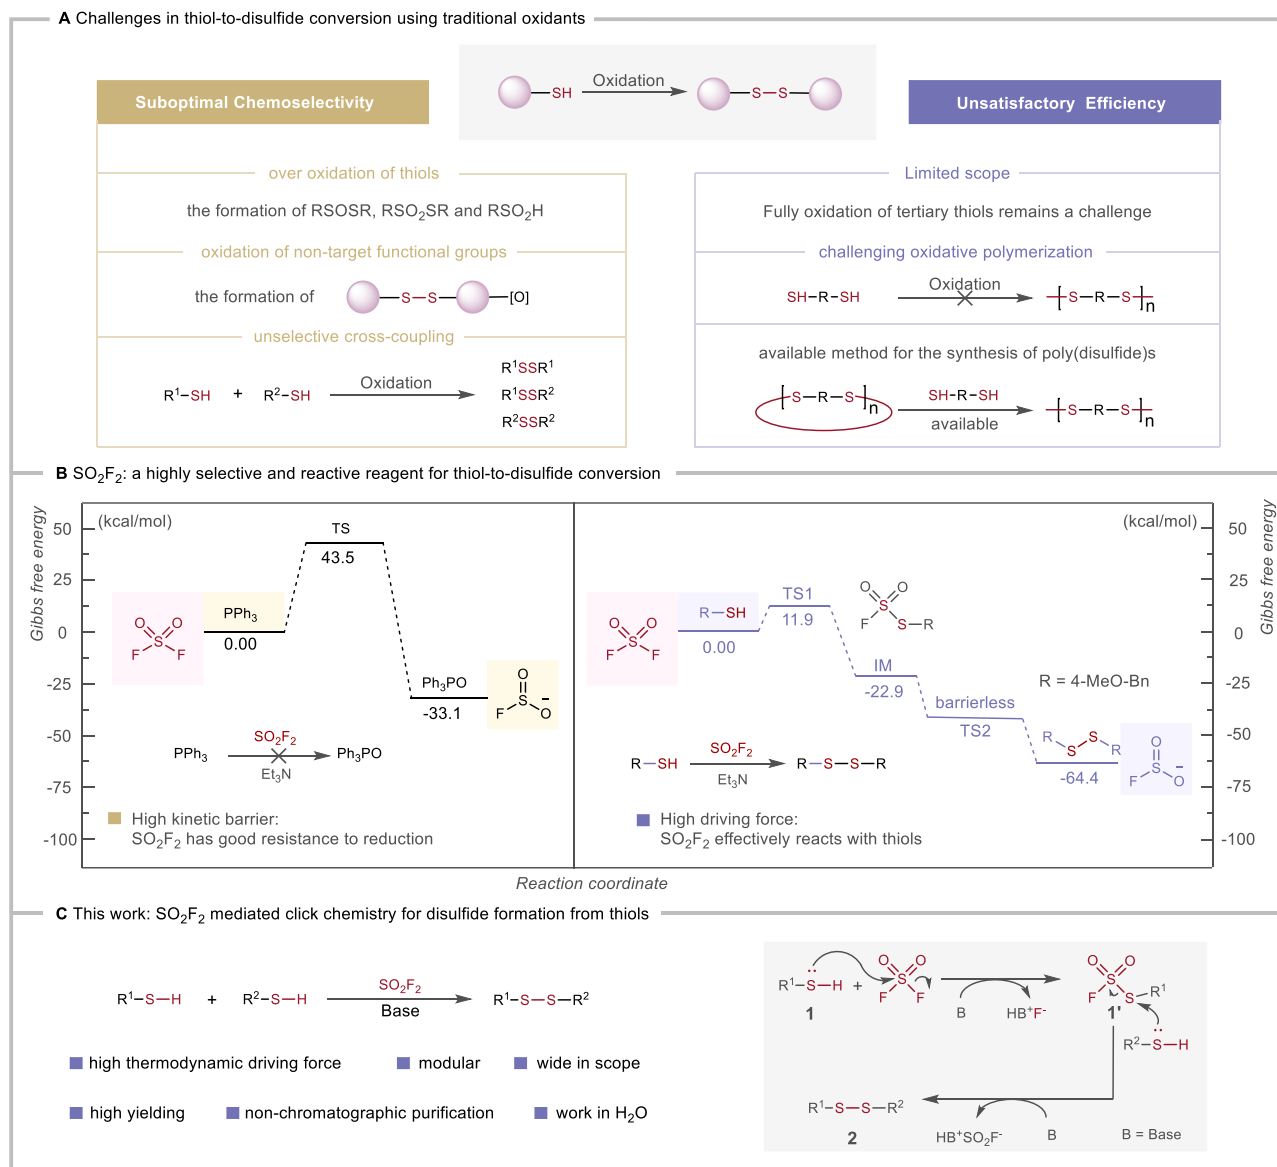 A Challenges in thiol-to-disulfide conversion using traditional oxidants
Suboptimal Chemoselectivity
SH
Oxidation
S–S
Unsatisfactory Efficiency
over oxidation of thiols
the formation of RSOSR, RSO₂SR and RSO₂H
oxidation of non-target functional groups
the formation of
S–S
[O]
unselective cross-coupling
R¹–SH + R²–SH
Oxidation
R¹SSR¹
R¹SSR²
R²SSR²
Limited scope
Fully oxidation of tertiary thiols remains a challenge
challenging oxidative polymerization
SH–R–SH
Oxidation
[S–R–S]n
available method for the synthesis of poly(disulfide)s
[S–R–S]n
SH–R–SH
available
[S–R–S]n
B SO₂F₂: a highly selective and reactive reagent for thiol-to-disulfide conversion
Gibbs free energy
(kcal/mol)
50
25
0
-25
-50
-75
-100
O O
S
F F
PPh₃
0.00
TS
43.5
Ph₃PO
-33.1
O
F S O⁻
PPh₃
SO₂F₂
Et₃N
Ph₃PO
High kinetic barrier:
SO₂F₂ has good resistance to reduction
O O
S
F F
R–SH
0.00
TS1
11.9
O O
S
F S–R
IM
-22.9
barrierless
TS2
R = 4-MeO-Bn
R S S R
-64.4
O
F S O⁻
R–SH
SO₂F₂
Et₃N
R–S–S–R
High driving force:
SO₂F₂ effectively reacts with thiols
(kcal/mol)
50
25
0
-25
-50
-75
-100
Gibbs free energy
Reaction coordinate
C This work: SO₂F₂ mediated click chemistry for disulfide formation from thiols
R¹–S–H + R²–S–H
SO₂F₂
Base
R¹–S–S–R²
high thermodynamic driving force
modular
wide in scope
high yielding
non-chromatographic purification
work in H₂O
R¹–S–H +
1
O O
S
F F
B
HB⁺F⁻
O O
S
F S R¹
1'
R²–S–H
R¹–S–S–R²
2
HB⁺SO₂F⁻
B
B = Base